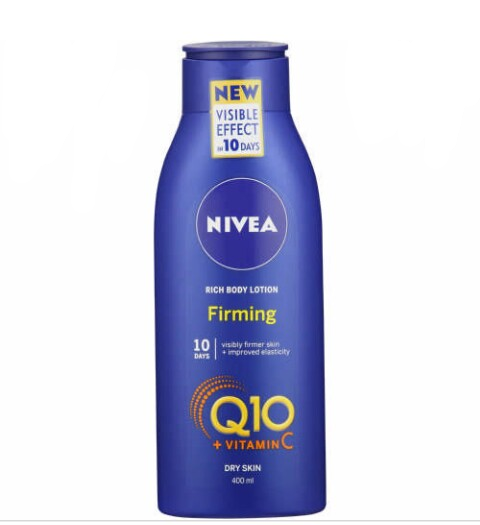 NEW
VISIBLE
EFFECT
IN 10 DAYS
NIVEA
RICH BODY LOTION
Firming
10
DAYS
visibly firmer skin
+ improved elasticity
Q10
+ VITAMIN C
DRY SKIN
400 ml